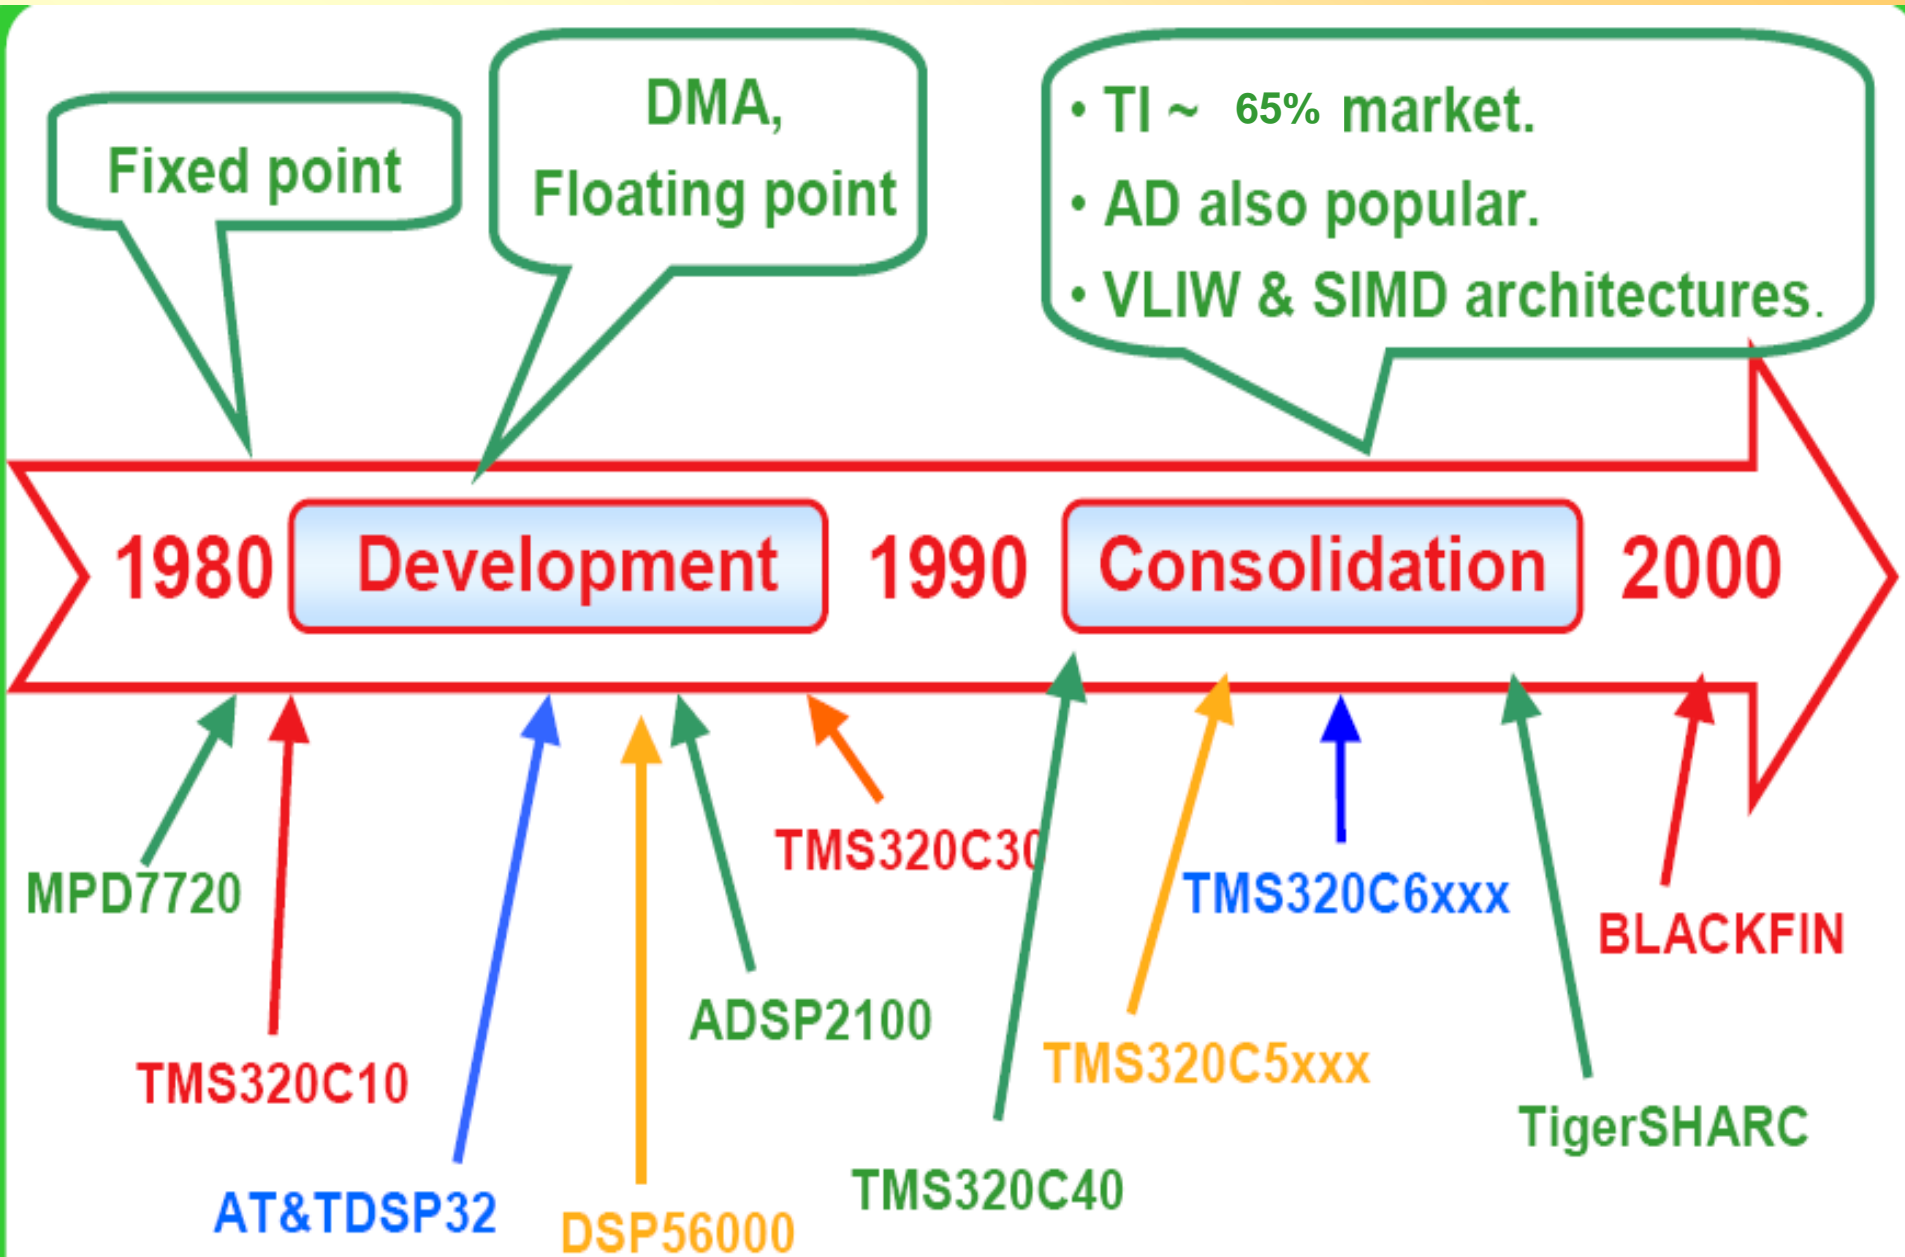 Fixed point
DMA,
Floating point
• TI ~ 65% market.
• AD also popular.
• VLIW & SIMD architectures.
1980
Development
1990
Consolidation
2000
MPD7720
TMS320C10
AT&TDSP32
DSP56000
ADSP2100
TMS320C30
TMS320C40
TMS320C5xxx
TMS320C6xxx
TigerSHARC
BLACKFIN